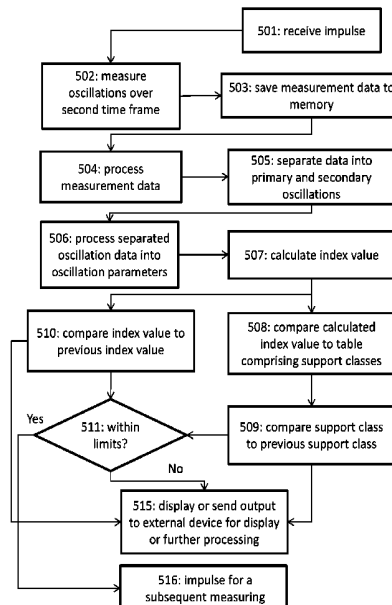 501: receive impulse
502: measure
oscillations over
second time frame
503: save measurement data to
memory
504: process
measurement data
505: separate data into
primary and secondary
oscillations
506: process separated
oscillation data into
oscillation parameters
507: calculate index value
510: compare index value to
previous index value
508: compare calculated
index value to table
comprising support classes
Yes
511: within
limits?
509: compare support class
to previous support class
No
515: display or send output
to external device for display
or further processing
516: impulse for a
subsequent measuring